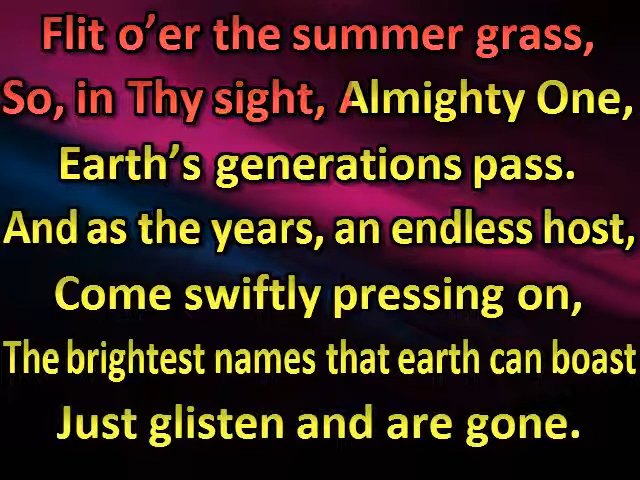 Flit o’er the summer grass,
So, in Thy sight, Almighty One,
Earth’s generations pass.
And as the years, an endless host,
Come swiftly pressing on,
The brightest names that earth can boast
Just glisten and are gone.